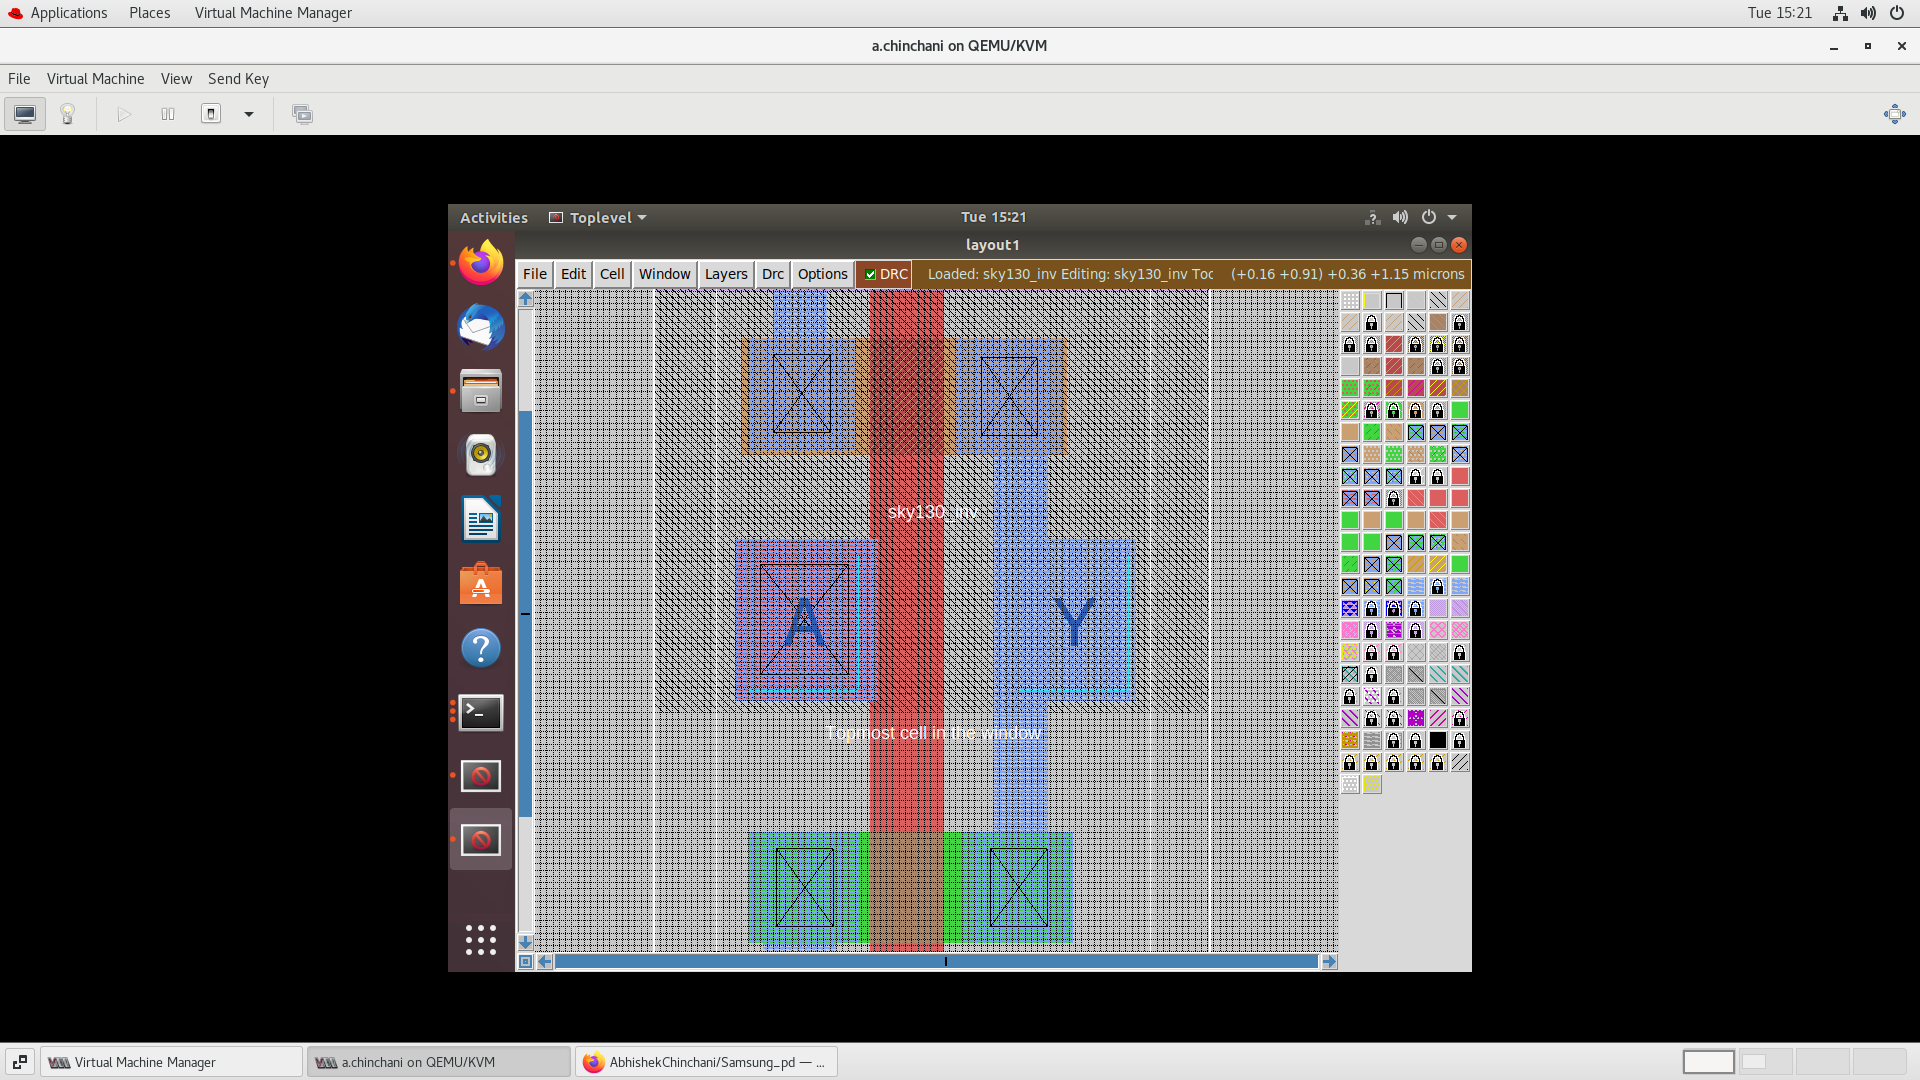 Applications Places Virtual Machine Manager Tue 15:21
a.chinchani on QEMU/KVM
File Virtual Machine View Send Key
Activities Toplevel Tue 15:21
layout1
File Edit Cell Window Layers Drc Options DRC Loaded: sky130_inv Editing: sky130_inv Toc (+0.16 +0.91) +0.36 +1.15 microns
sky130_inv
A Y
Topmost cell in the window
Virtual Machine Manager a.chinchani on QEMU/KVM AbhishekChinchani/Samsung_pd — ...